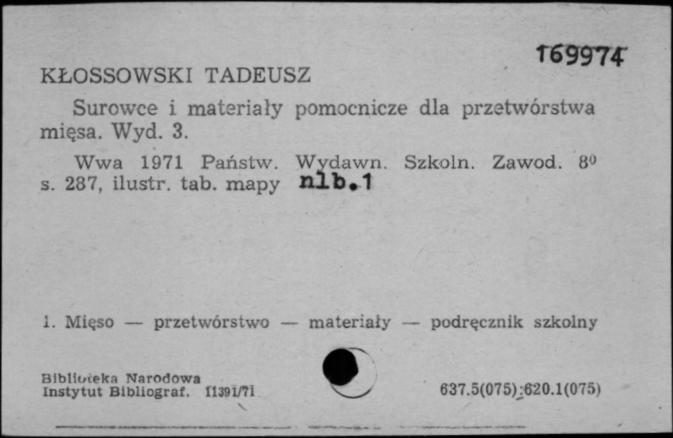 169974
KŁOSSOWSKI TADEUSZ
Surowce i materiały pomocnicze dla przetwórstwa
mięsa. Wyd. 3.
Wwa 1971 Państw. Wydawn. Szkoln. Zawod. 8⁰
s. 287, ilustr. tab. mapy nlb.1
1. Mięso — przetwórstwo — materiały — podręcznik szkolny
Biblioteka Narodowa
Instytut Bibliograf. 11391/71
637.5(075):620.1(075)